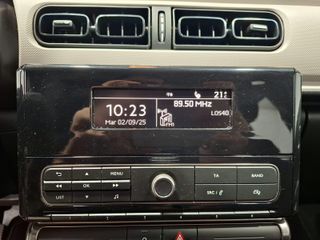 21
89.50 MHz
10:23
LOS40
Mar 02/09/25
MENU
TA
BAND
OK
SRC
LIST